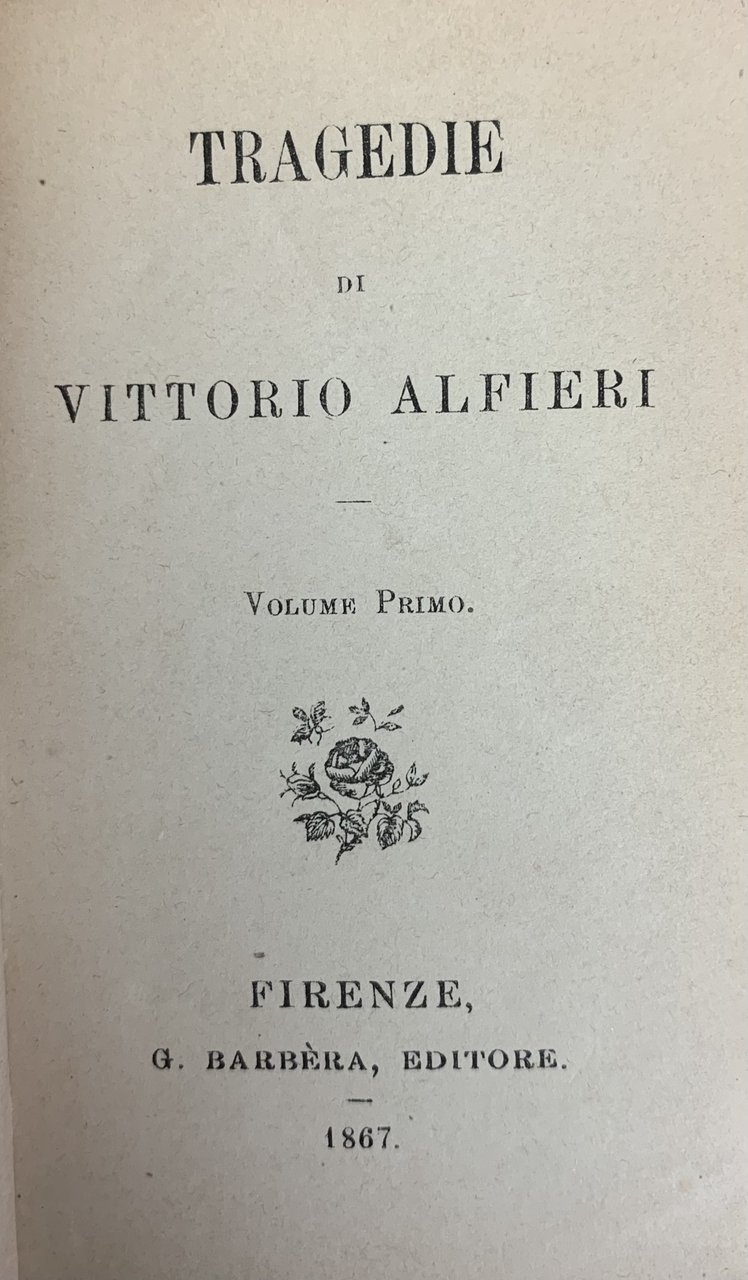 TRAGEDIE
DI
VITTORIO ALFIERI
VOLUME PRIMO.
FIRENZE,
G. BARBÈRA, EDITORE.
1867.